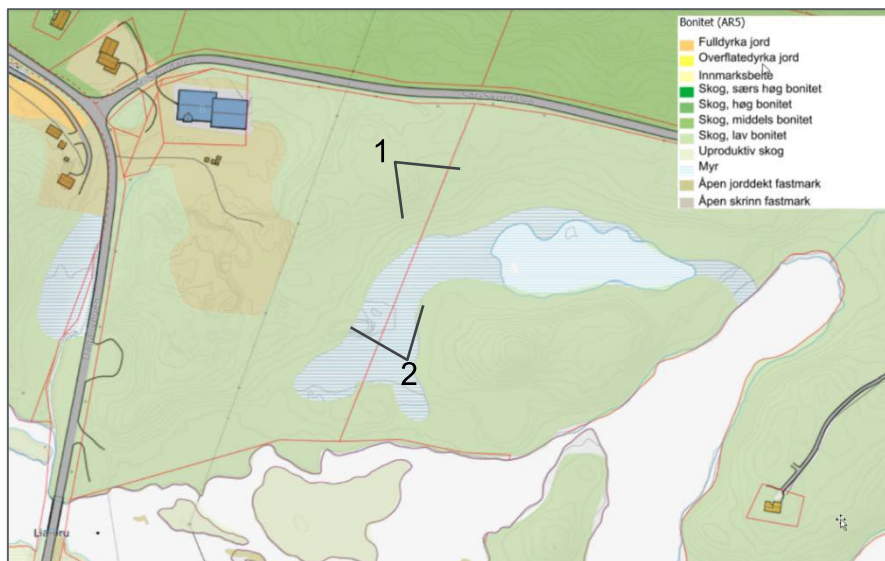 Bonitet (AR5)
Fulldyrka jord
Overflatedyrka jord
Innmarksbeite
Skog, særs høg bonitet
Skog, høg bonitet
Skog, middels bonitet
Skog, lav bonitet
Uproduktiv skog
Myr
Åpen jorddekt fastmark
Åpen skrinn fastmark
1
2